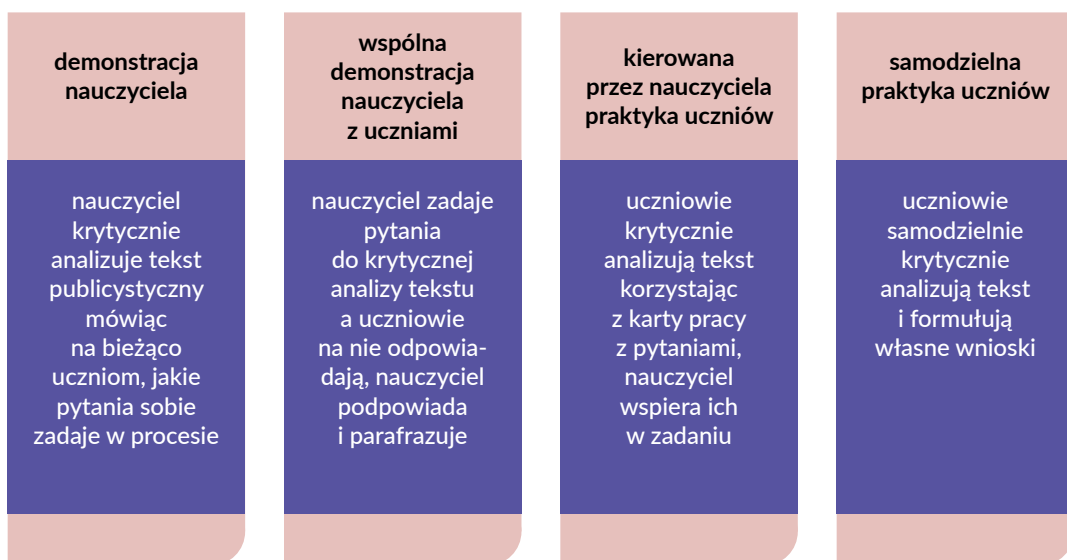 demonstracja
nauczyciela
nauczyciel
krytycznie
analizuje tekst
publicystyczny
mówiąc
na bieżąco
uczniom, jakie
pytania sobie
zadaje w procesie
wspólna
demonstracja
nauczyciela
z uczniami
nauczyciel zadaje
pytania
do krytycznej
analizy tekstu
a uczniowie
na nie odpowia-
dają, nauczyciel
podpowiada
i parafrazuje
kierowana
przez nauczyciela
praktyka uczniów
uczniowie
krytycznie
analizują tekst
korzystając
z karty pracy
z pytaniami,
nauczyciel
wspiera ich
w zadaniu
samodzielna
praktyka uczniów
uczniowie
samodzielnie
krytycznie
analizują tekst
i formułują
własne wnioski